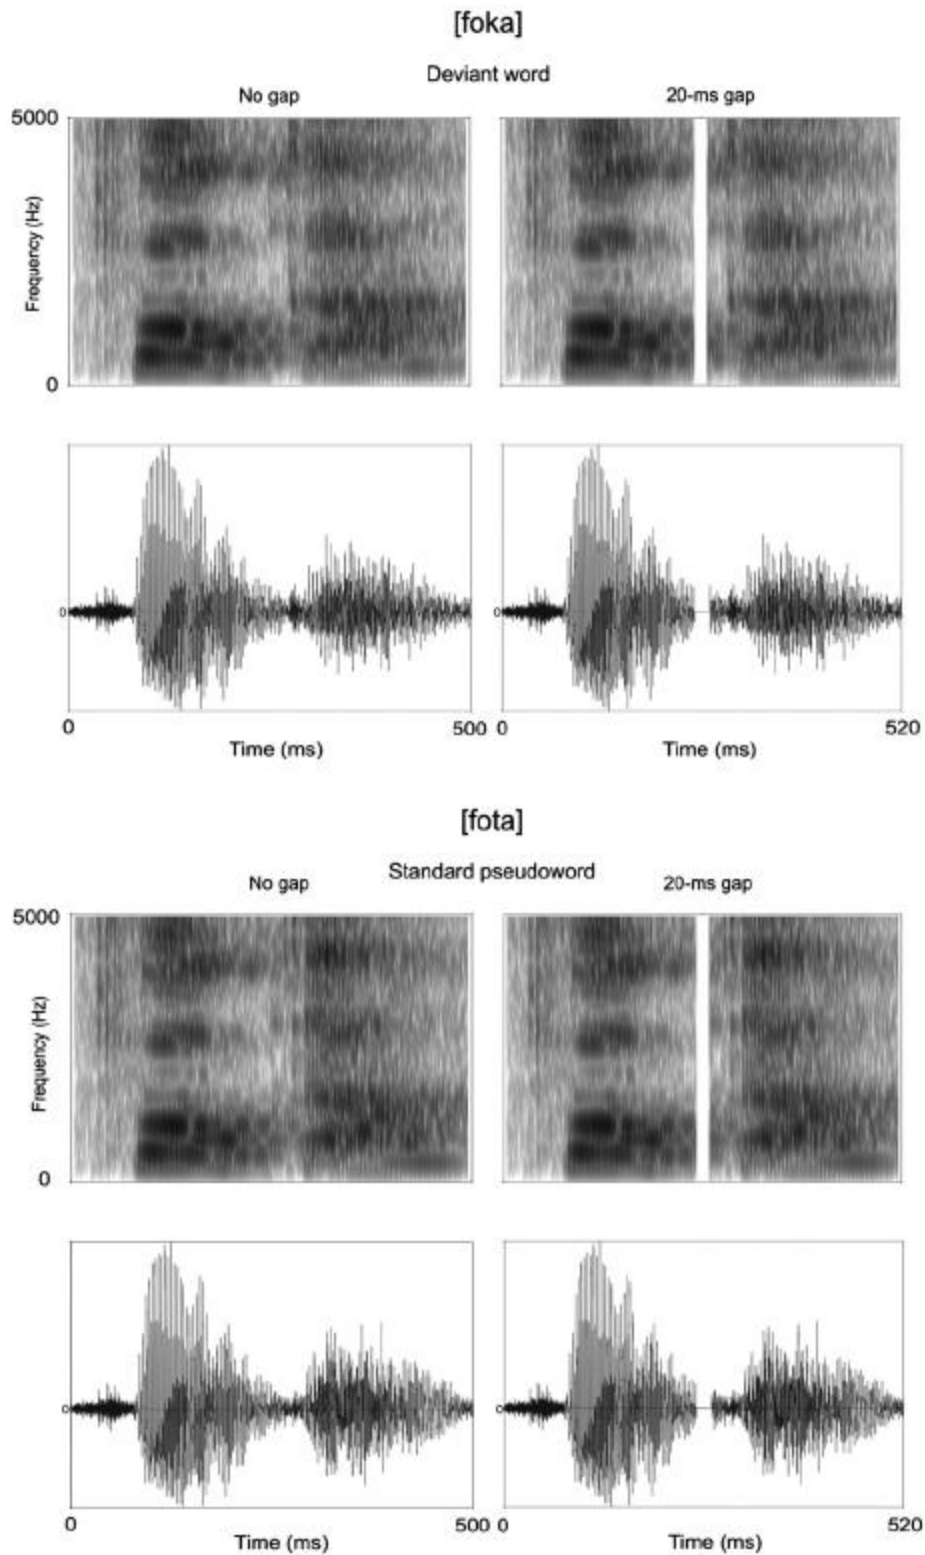 [foka]
Deviant word
No gap 20-ms gap
5000
Frequency (Hz)
0
0 0
0 500 0 520
Time (ms) Time (ms)
[fota]
Standard pseudoword
No gap 20-ms gap
5000
Frequency (Hz)
0
0 0
0 500 0 520
Time (ms) Time (ms)